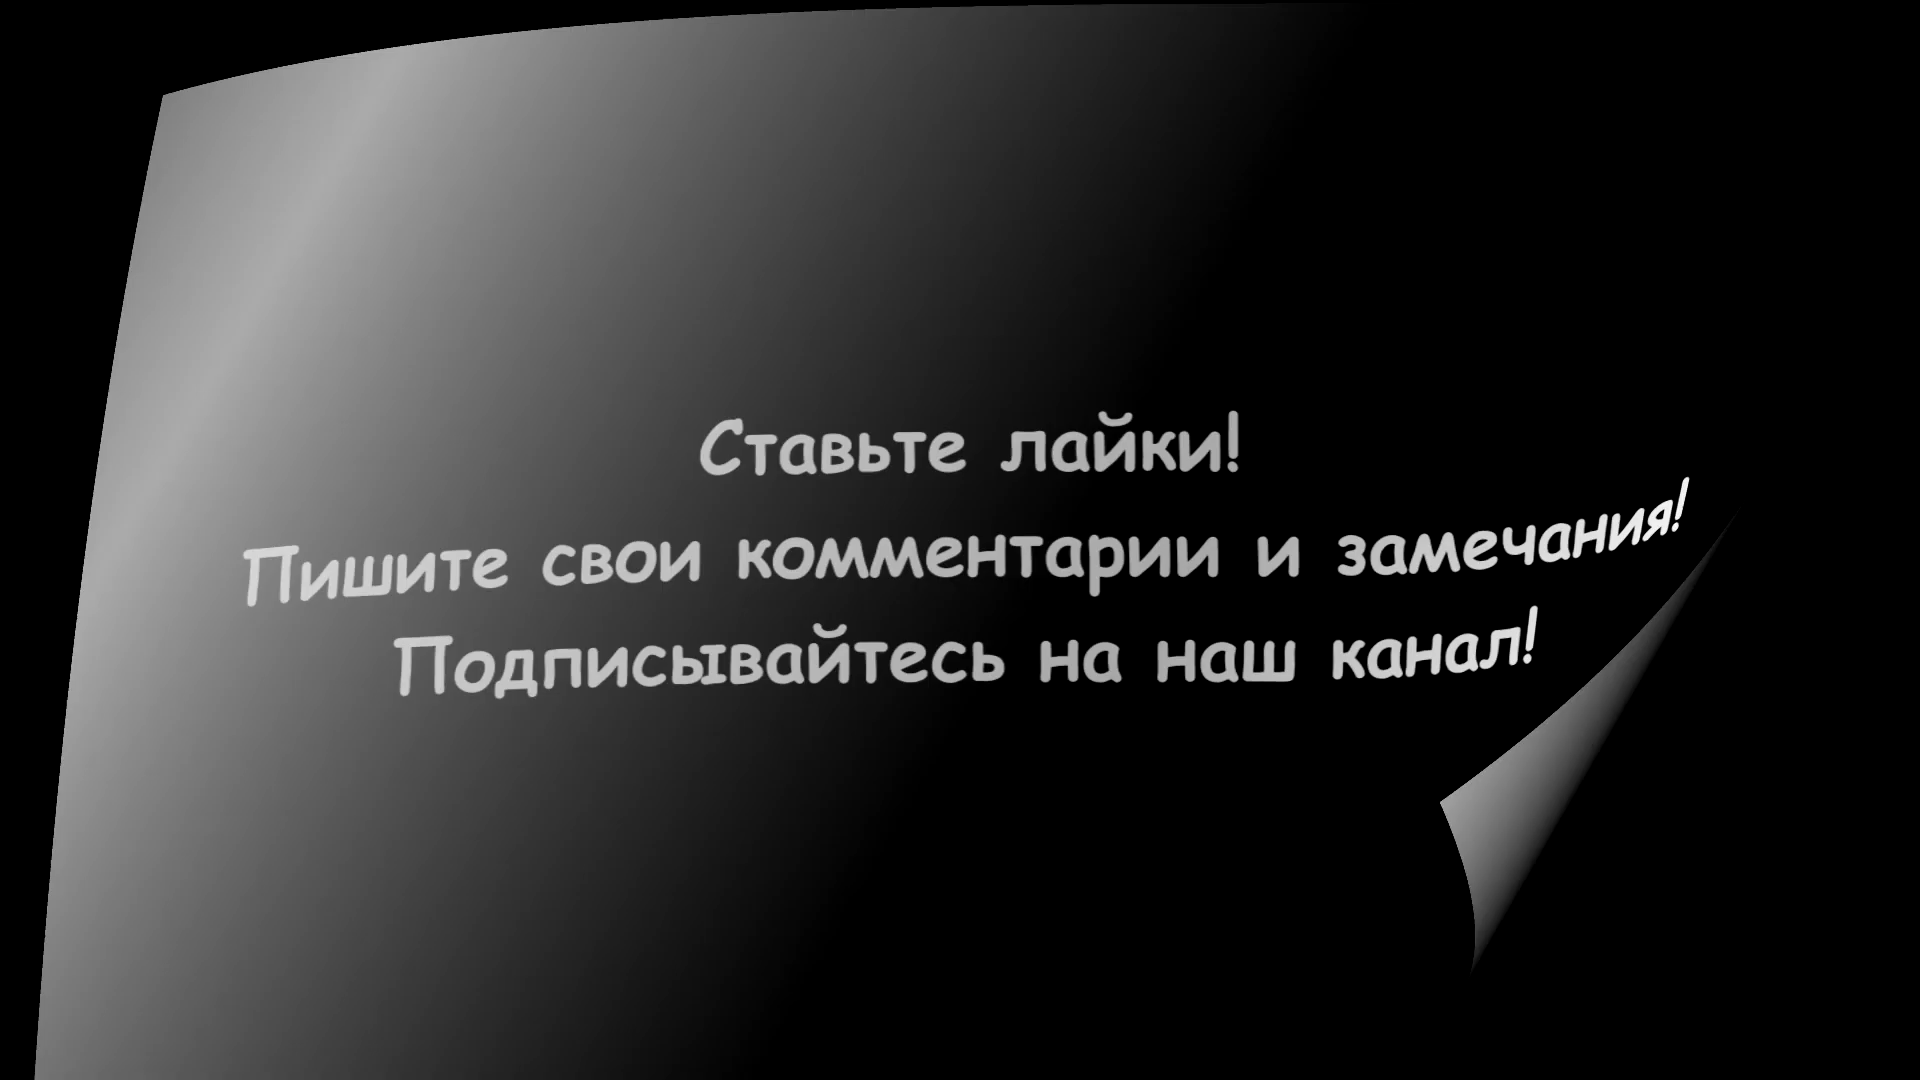 Ставьте лайки!
Пишите свои комментарии и замечания!
Подписывайтесь на наш канал!